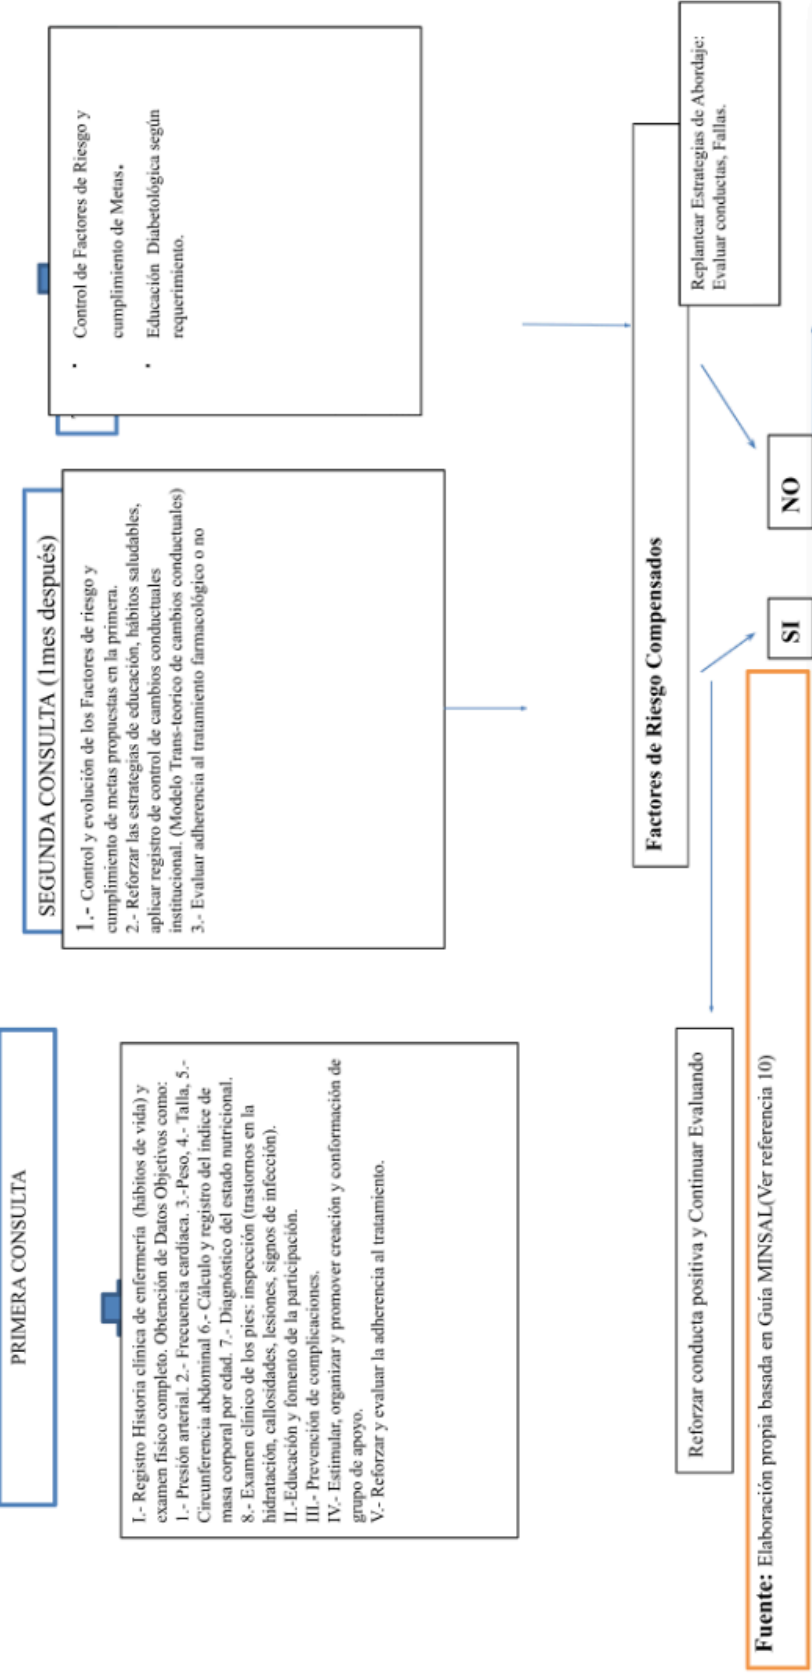 PRIMERA CONSULTA
I.- Registro Historia clínica de enfermería (hábitos de vida) y
examen físico completo. Obtención de Datos Objetivos como:
1.- Presión arterial. 2.- Frecuencia cardíaca. 3.-Peso, 4.- Talla, 5.-
Circunferencia abdominal 6,- Cálculo y registro del índice de
masa corporal por edad. 7.- Diagnóstico del estado nutricional.
8.- Examen clínico de los pies: inspección (trastornos en la
hidratación, callosidades, lesiones, signos de infección).
II.-Educación y fomento de la participación.
III.- Prevención de complicaciones.
IV.- Estimular, organizar y promover creación y conformación de
grupo de apoyo.
V.- Reforzar y evaluar la adherencia al tratamiento.
SEGUNDA CONSULTA (1mes después)
1.- Control y evolución de los Factores de riesgo y
cumplimiento de metas propuestas en la primera.
2.- Reforzar las estrategias de educación, hábitos saludables,
aplicar registro de control de cambios conductuales
institucional. (Modelo Trans-teorico de cambios conductuales)
3.- Evaluar adherencia al tratamiento farmacológico o no
• Control de Factores de Riesgo y
cumplimiento de Metas.
• Educación Diabetológica según
requerimiento.
Factores de Riesgo Compensados
Replantear Estrategias de Abordaje:
Evaluar conductas, Fallas.
Reforzar conducta positiva y Continuar Evaluando
SI
NO
Fuente: Elaboración propia basada en Guía MINSAL(Ver referencia 10)